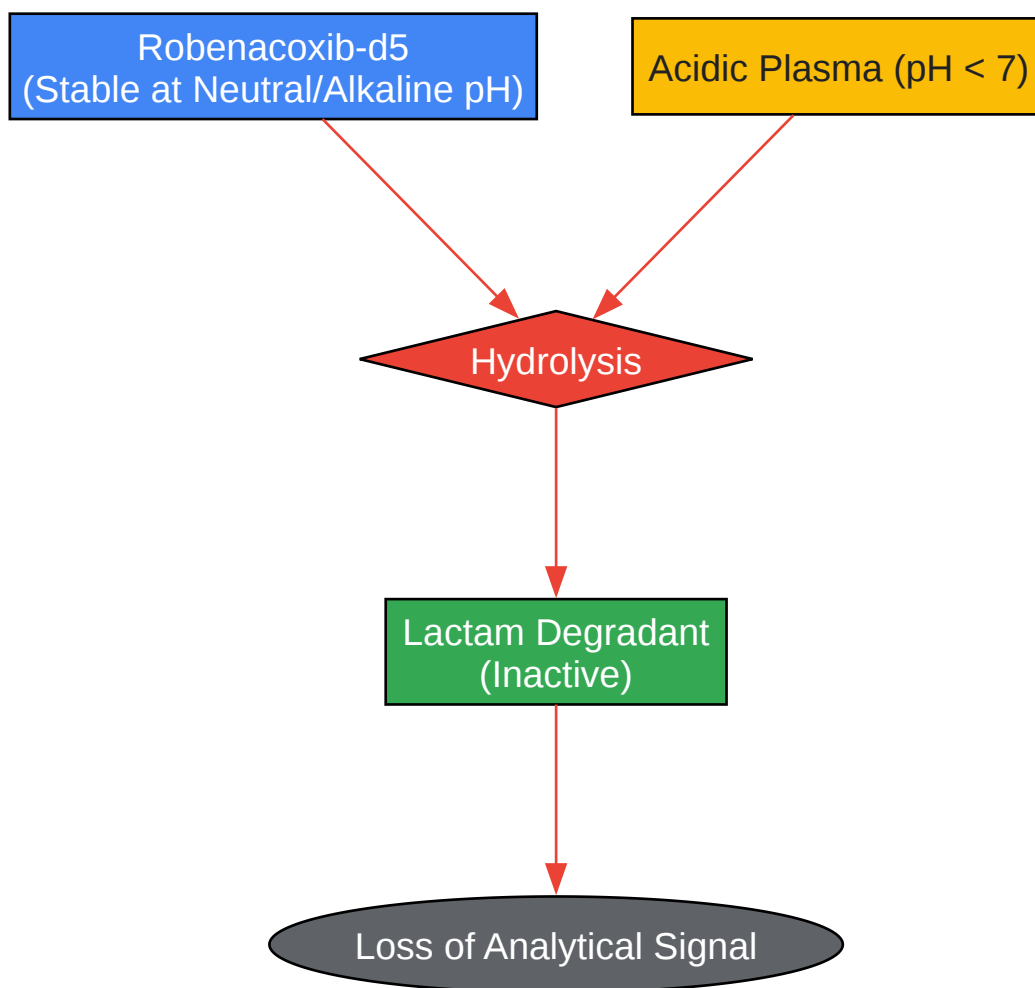 Robenacoxib-d5
(Stable at Neutral/Alkaline pH)
Acidic Plasma (pH < 7)
Hydrolysis
Lactam Degradant
(Inactive)
Loss of Analytical Signal